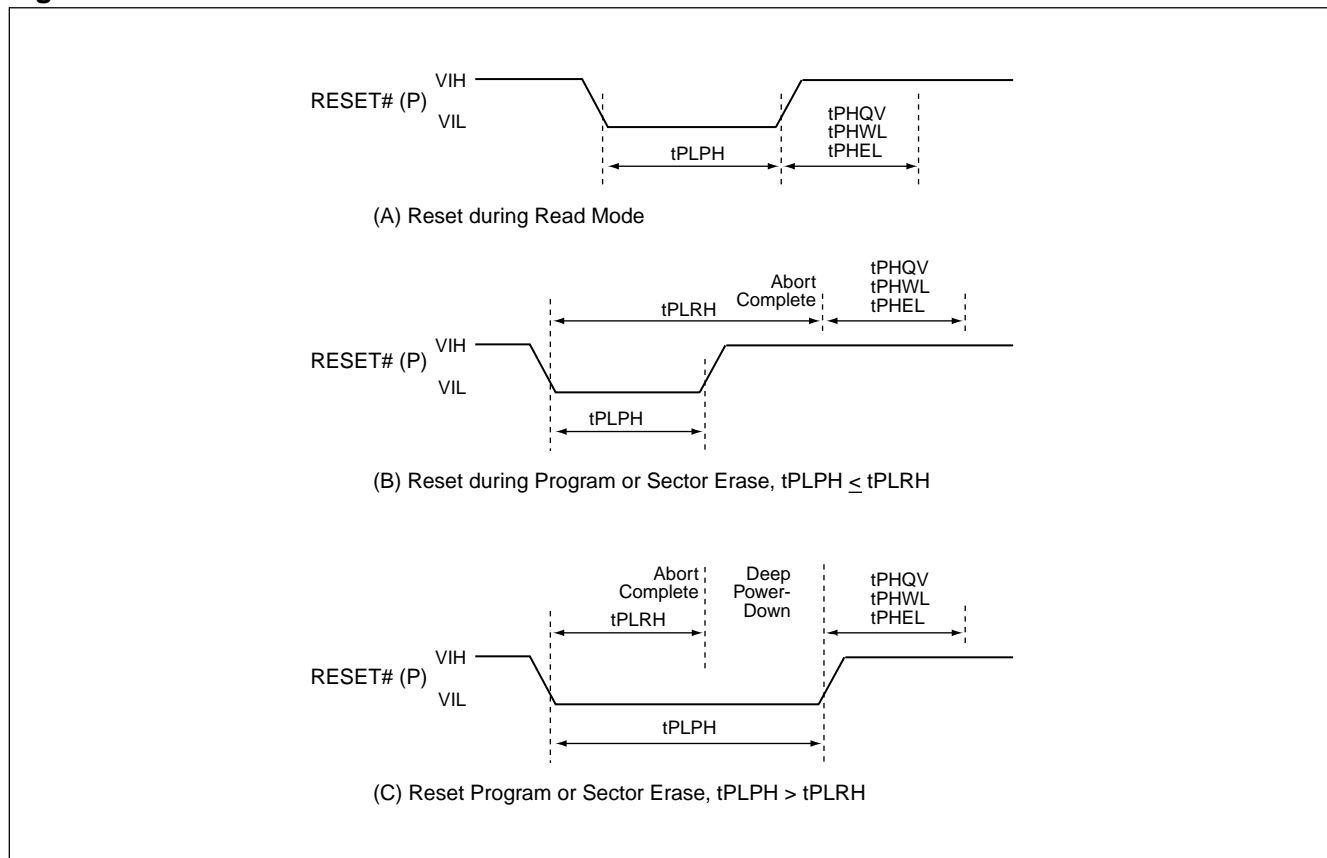 VIH
RESET# (P)
VIL
tPHQV
tPHWL
tPHEL
tPLPH
(A) Reset during Read Mode
tPHQV
tPHWL
tPHEL
Abort
Complete
tPLRH
VIH
RESET# (P)
VIL
tPLPH
(B) Reset during Program or Sector Erase, tPLPH ≤ tPLRH
Abort
Complete
Deep
Power-
Down
tPHQV
tPHWL
tPHEL
tPLRH
VIH
RESET# (P)
VIL
tPLPH
(C) Reset Program or Sector Erase, tPLPH > tPLRH